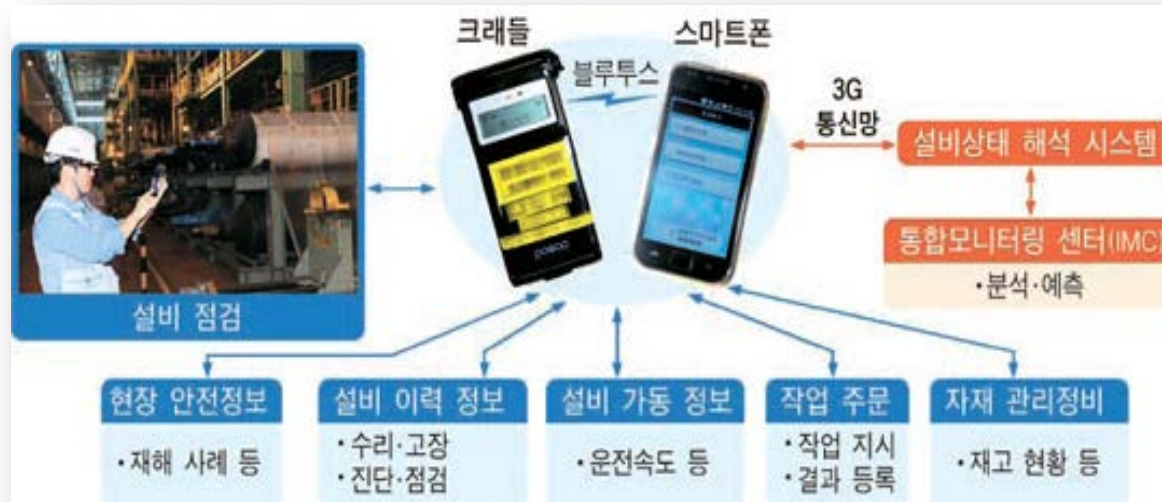 크래들
스마트폰
블루투스
3G
통신망
설비상태 해석 시스템
통합모니터링 센터(IMC)
·분석·예측
posco
설비 점검
현장 안전정보
·재해 사례 등
설비 이력 정보
·수리·고장
·진단·점검
설비 가동 정보
·운전속도 등
작업 주문
·작업 지시
·결과 등록
자재 관리정비
·재고 현황 등